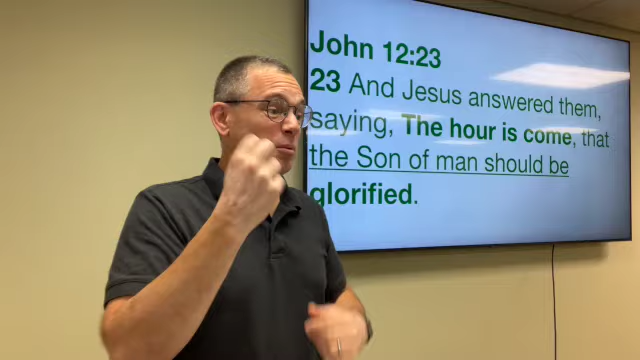 John 12:23
23 And Jesus answered them,
saying, The hour is come, that
the Son of man should be
glorified.